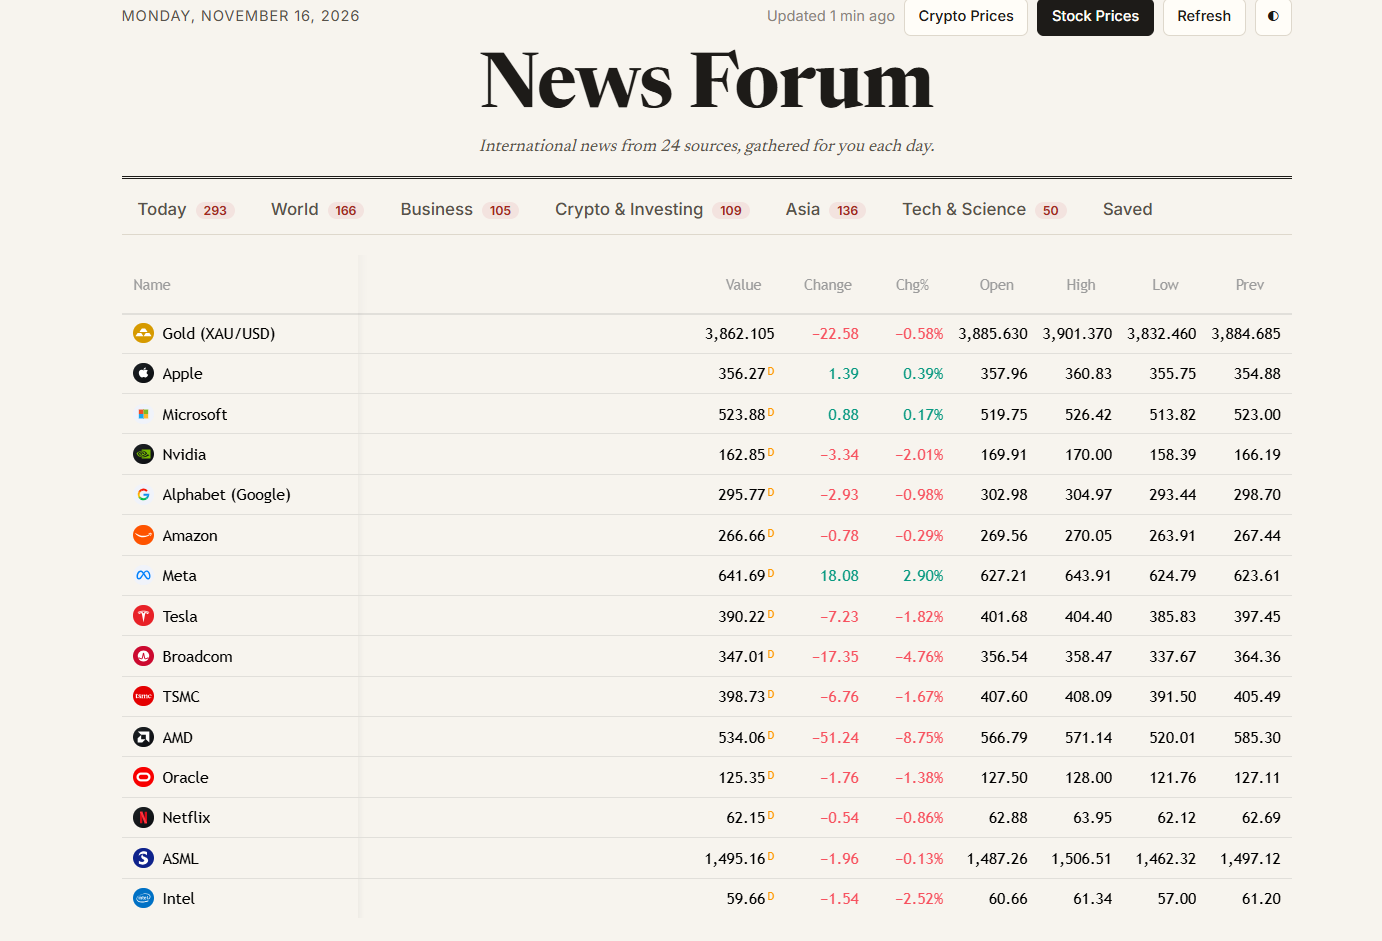 MONDAY, NOVEMBER 16, 2026 Updated 1 min ago Crypto Prices Stock Prices Refresh
News Forum
International news from 24 sources, gathered for you each day.
Today 293 World 166 Business 105 Crypto & Investing 109 Asia 136 Tech & Science 50 Saved
Name Value Change Chg% Open High Low Prev
Gold (XAU/USD) 3,862.105 −22.58 −0.58% 3,885.630 3,901.370 3,832.460 3,884.685
Apple 356.27 D 1.39 0.39% 357.96 360.83 355.75 354.88
Microsoft 523.88 D 0.88 0.17% 519.75 526.42 513.82 523.00
Nvidia 162.85 D −3.34 −2.01% 169.91 170.00 158.39 166.19
Alphabet (Google) 295.77 D −2.93 −0.98% 302.98 304.97 293.44 298.70
Amazon 266.66 D −0.78 −0.29% 269.56 270.05 263.91 267.44
Meta 641.69 D 18.08 2.90% 627.21 643.91 624.79 623.61
Tesla 390.22 D −7.23 −1.82% 401.68 404.40 385.83 397.45
Broadcom 347.01 D −17.35 −4.76% 356.54 358.47 337.67 364.36
tsmc TSMC 398.73 D −6.76 −1.67% 407.60 408.09 391.50 405.49
AMD 534.06 D −51.24 −8.75% 566.79 571.14 520.01 585.30
Oracle 125.35 D −1.76 −1.38% 127.50 128.00 121.76 127.11
N Netflix 62.15 D −0.54 −0.86% 62.88 63.95 62.12 62.69
ASML 1,495.16 D −1.96 −0.13% 1,487.26 1,506.51 1,462.32 1,497.12
intel Intel 59.66 D −1.54 −2.52% 60.66 61.34 57.00 61.20